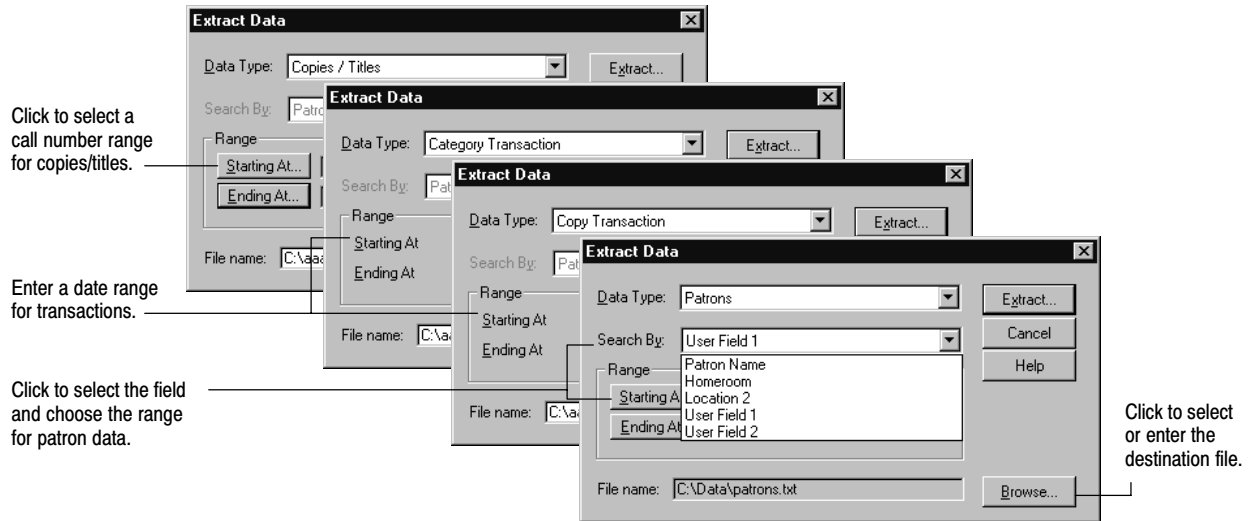 Extract Data
Data Type: Copies / Titles
Extract...
Search By:
Range
Starting At...
Ending At...
File name: C:\aaa
Extract Data
Data Type: Category Transaction
Extract...
Search By:
Range
Starting At
Ending At
File name:
Extract Data
Data Type: Copy Transaction
Extract...
Search By:
Range
Starting At
Ending At
File name:
Extract Data
Data Type: Patrons
Extract...
Search By: User Field 1
Cancel
Patron Name
Homeroom
Location 2
User Field 1
User Field 2
Help
Range
Starting A
Ending At
File name: C:\Data\patrons.txt
Browse...
Click to select a
call number range
for copies/titles.
Enter a date range
for transactions.
Click to select the field
and choose the range
for patron data.
Click to select
or enter the
destination file.